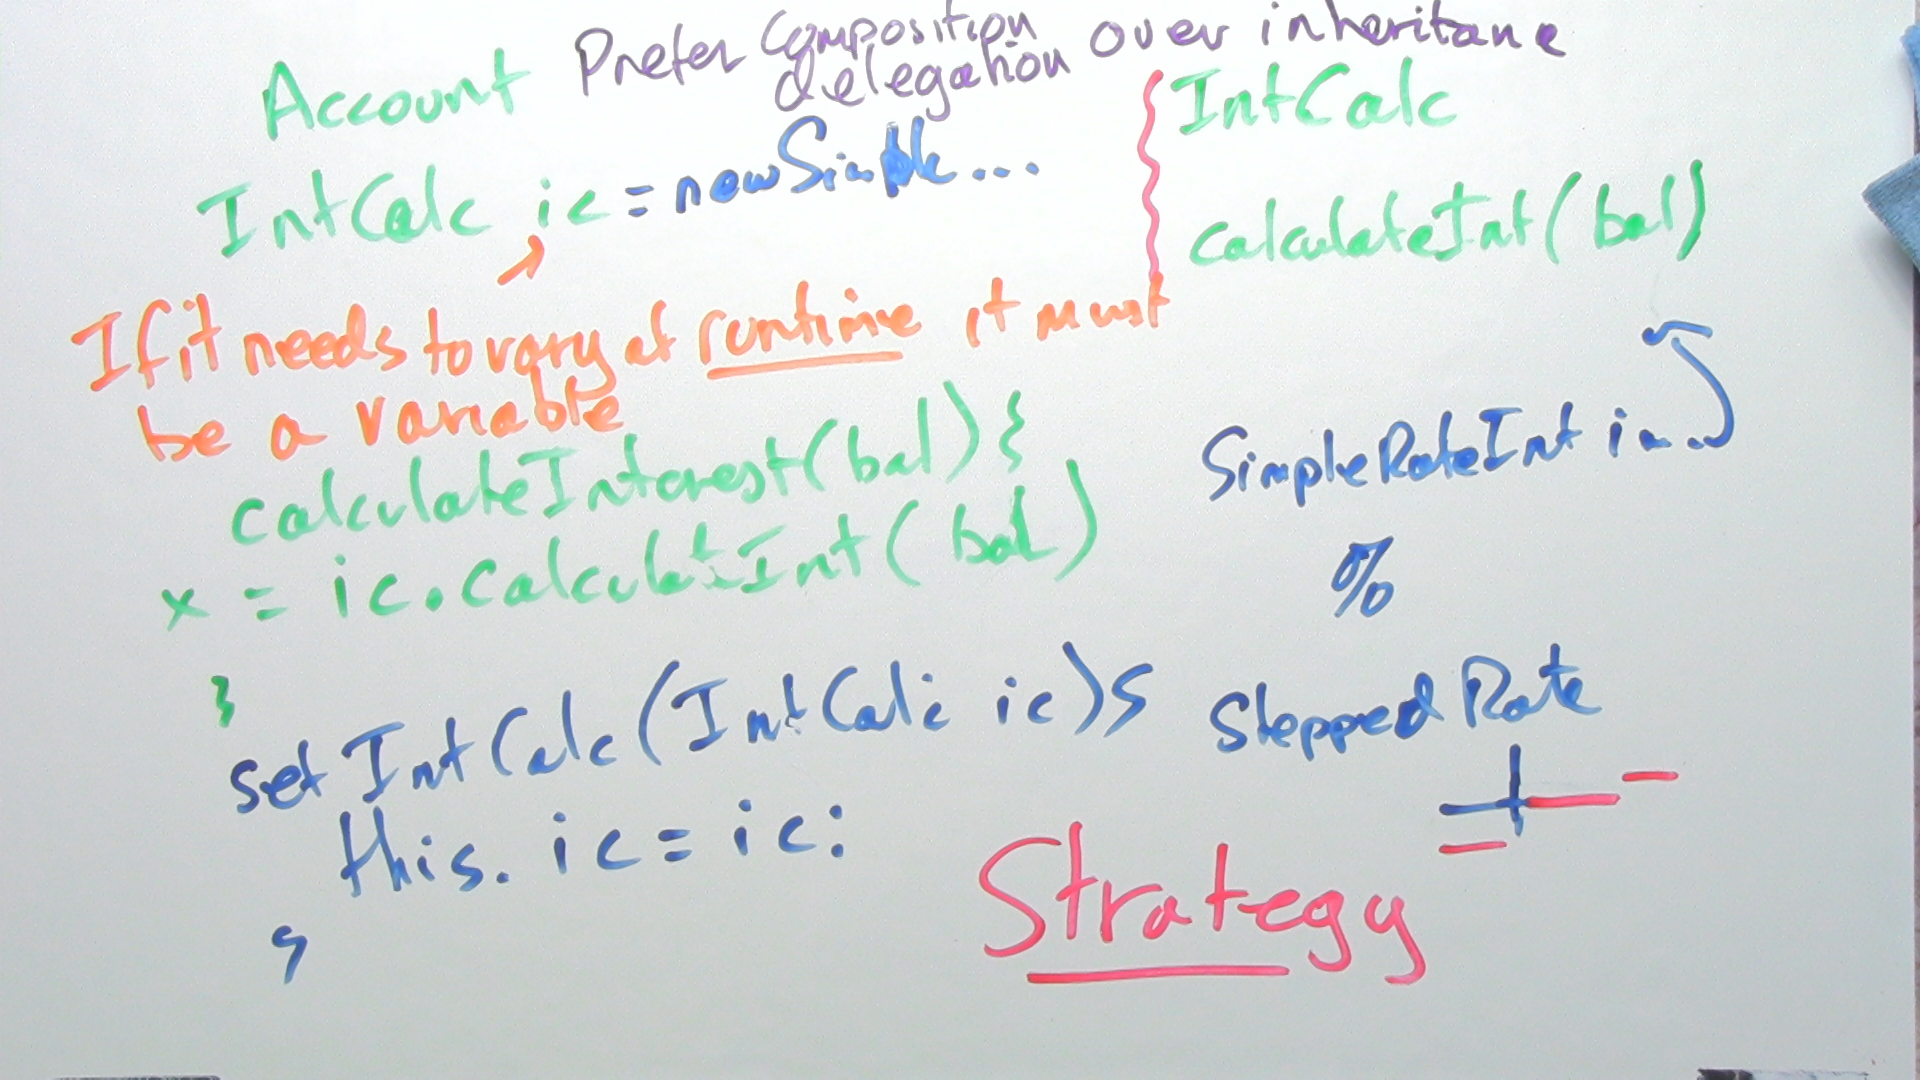 Prefer Composition over inheritance
delegation
Account
IntCalc ic = new Simple...
If it needs to vary at runtime it must
be a variable
calculateInterest(bal) {
x = ic.calculateInt(bal)
}
setIntCalc(IntCalc ic) {
this. ic = ic;
}
IntCalc
calculateInt(bal)
SimpleRateInt im..
%
Stepped Rate
Strategy